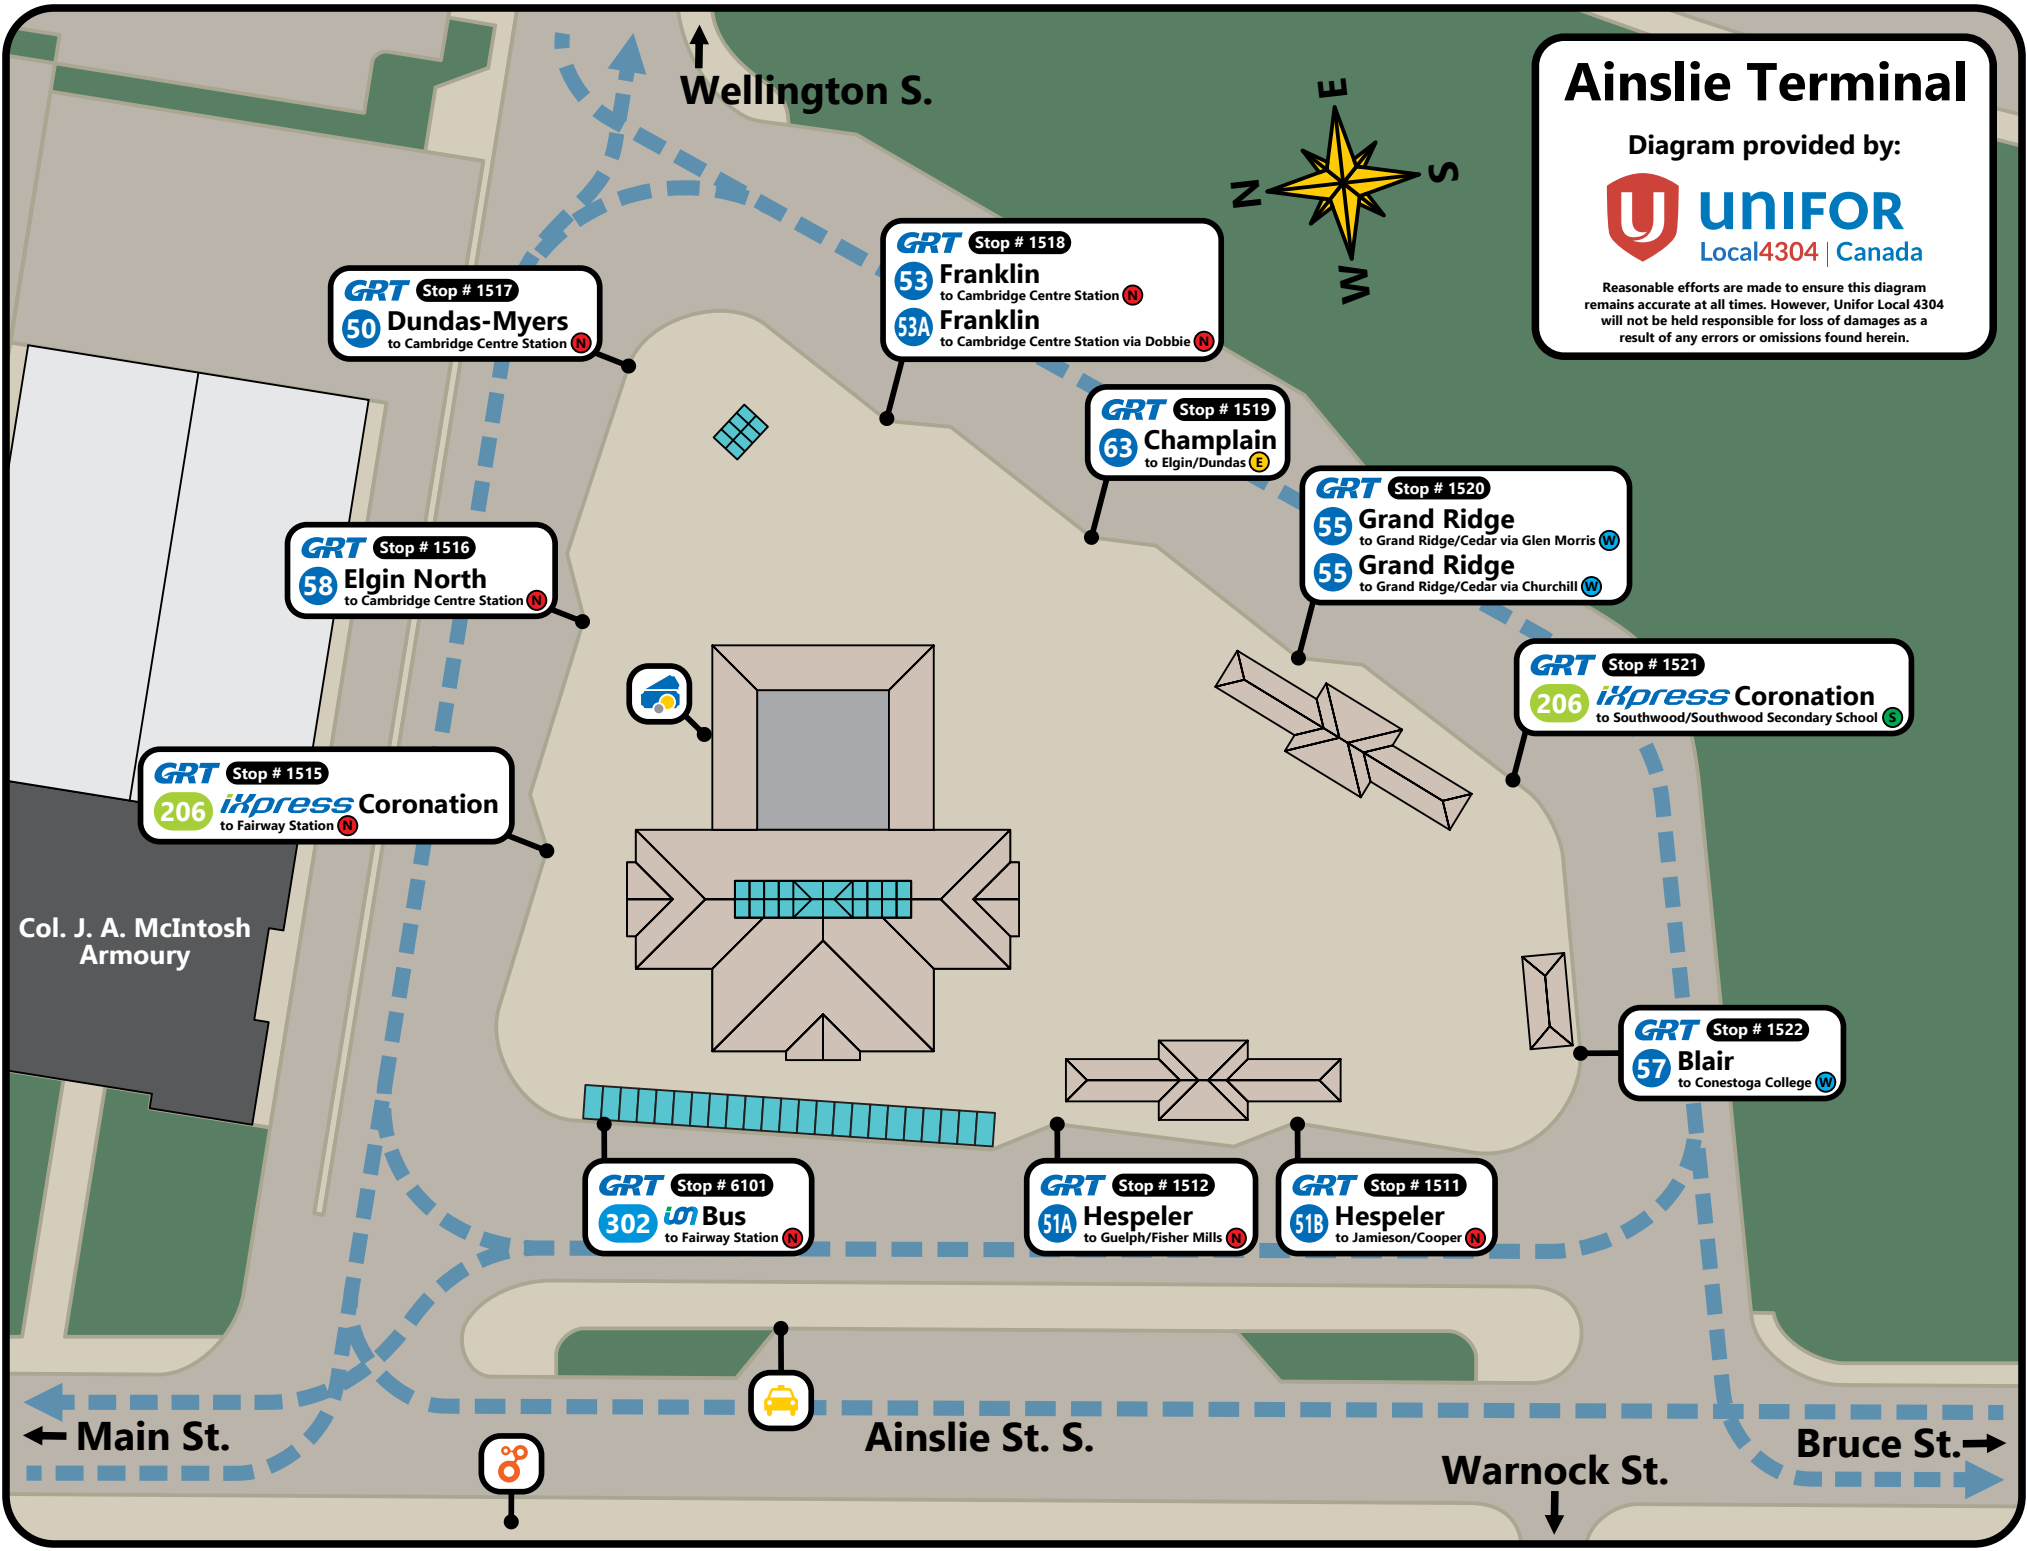 Wellington S.
E
N
S
W
Ainslie Terminal
Diagram provided by:
U UNIFOR
Local4304 | Canada
Reasonable efforts are made to ensure this diagram
remains accurate at all times. However, Unifor Local 4304
will not be held responsible for loss of damages as a
result of any errors or omissions found herein.
GRT Stop # 1517
50 Dundas-Myers
to Cambridge Centre Station N
GRT Stop # 1518
53 Franklin
to Cambridge Centre Station N
53A Franklin
to Cambridge Centre Station via Dobbie N
GRT Stop # 1519
63 Champlain
to Elgin/Dundas E
GRT Stop # 1520
55 Grand Ridge
to Grand Ridge/Cedar via Glen Morris W
55 Grand Ridge
to Grand Ridge/Cedar via Churchill W
GRT Stop # 1516
58 Elgin North
to Cambridge Centre Station N
GRT Stop # 1521
206 iXpress Coronation
to Southwood/Southwood Secondary School S
GRT Stop # 1515
206 iXpress Coronation
to Fairway Station N
Col. J. A. McIntosh
Armoury
GRT Stop # 1522
57 Blair
to Conestoga College W
GRT Stop # 6101
302 ion Bus
to Fairway Station N
GRT Stop # 1512
51A Hespeler
to Guelph/Fisher Mills N
GRT Stop # 1511
51B Hespeler
to Jamieson/Cooper N
Main St.
Ainslie St. S.
Bruce St.
Warnock St.